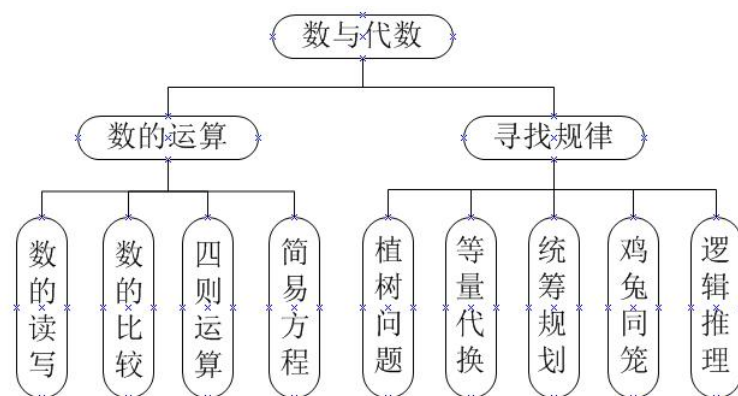 数与代数
数的运算
寻找规律
数的读写
数的比较
四则运算
简易方程
植树问题
等量代换
统筹规划
鸡兔同笼
逻辑推理